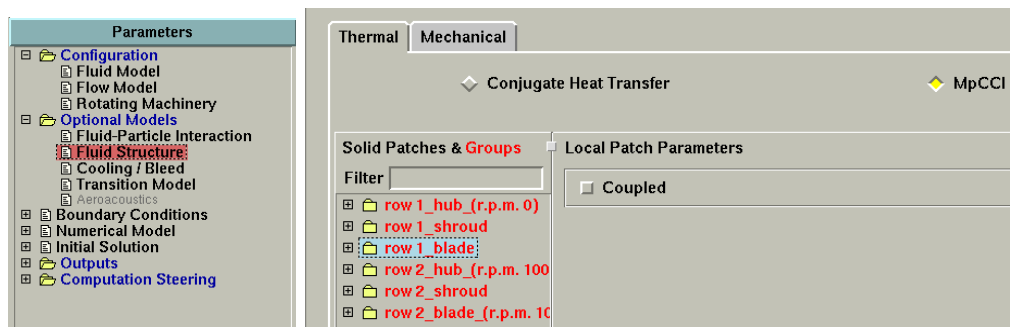 Parameters
Configuration
Fluid Model
Flow Model
Rotating Machinery
Optional Models
Fluid-Particle Interaction
Fluid Structure
Cooling / Bleed
Transition Model
Aeroacoustics
Boundary Conditions
Numerical Model
Initial Solution
Outputs
Computation Steering
Thermal Mechanical
Conjugate Heat Transfer MpCCI
Solid Patches & Groups
Filter
row 1_hub_(r.p.m. 0)
row 1_shroud
row 1_blade
row 2_hub_(r.p.m. 100
row 2_shroud
row 2_blade_(r.p.m. 10
Local Patch Parameters
Coupled